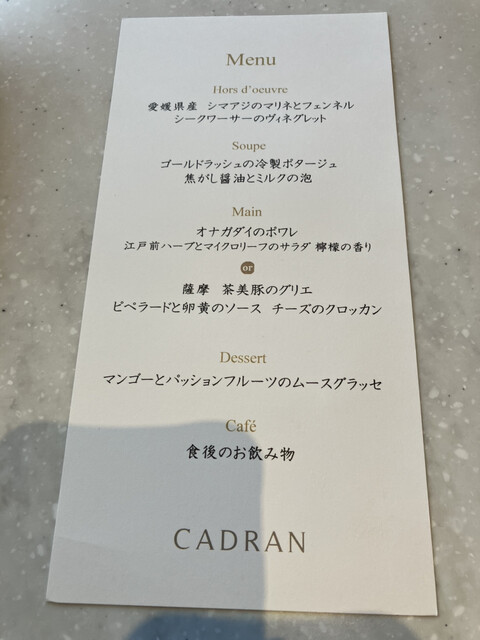 Menu
Hors d'oeuvre
愛媛県産 シマアジのマリネとフェンネル
シークワーサーのヴィネグレット
Soupe
ゴールドラッシュの冷製ポタージュ
焦がし醤油とミルクの泡
Main
オナガダイのポワレ
江戸前ハーブとマイクロリーフのサラダ 檸檬の香り
or
薩摩 茶美豚のグリエ
ピペラードと卵黄のソース チーズのクロッカン
Dessert
マンゴーとパッションフルーツのムースグラッセ
Café
食後のお飲み物
CADRAN